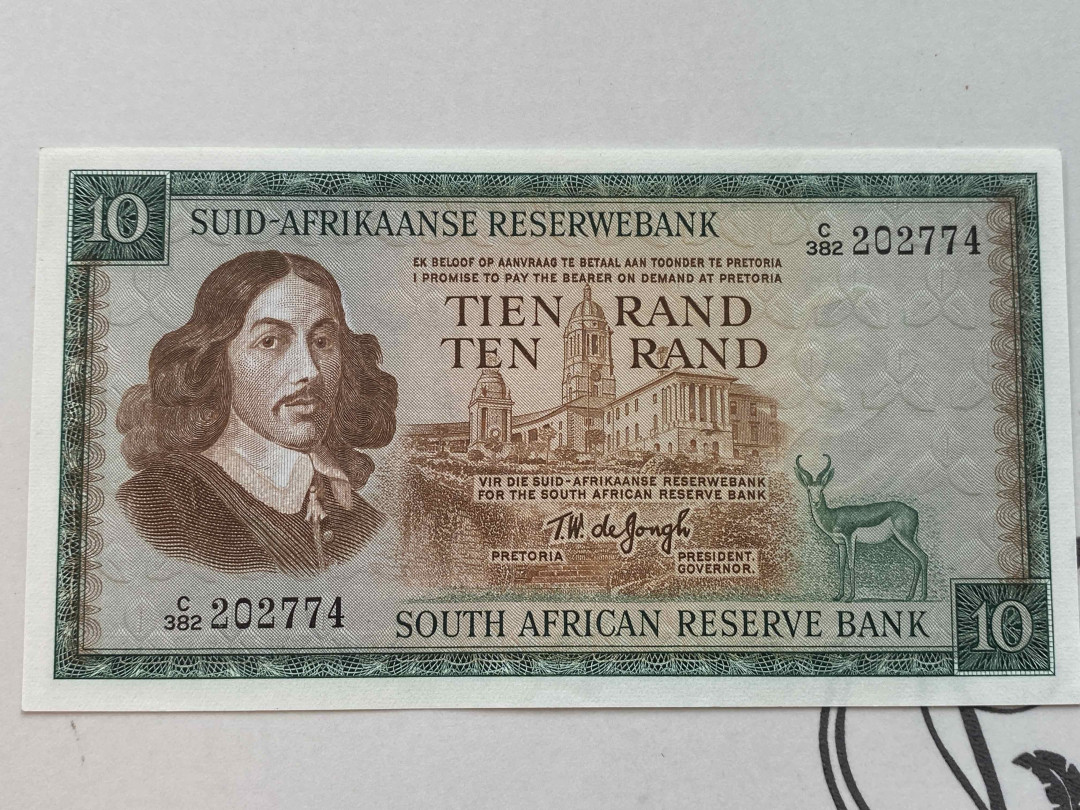 10
SUID-AFRIKAANSE RESERWEBANK
C/382 202774
EK BELOOF OP AANVRAAG TE BETAAL AAN TOONDER TE PRETORIA
I PROMISE TO PAY THE BEARER ON DEMAND AT PRETORIA
TIEN RAND
TEN RAND
VIR DIE SUID-AFRIKAANSE RESERWEBANK
FOR THE SOUTH AFRICAN RESERVE BANK
T.W. de Jongh
PRETORIA PRESIDENT.
GOVERNOR.
C/382 202774
SOUTH AFRICAN RESERVE BANK
10